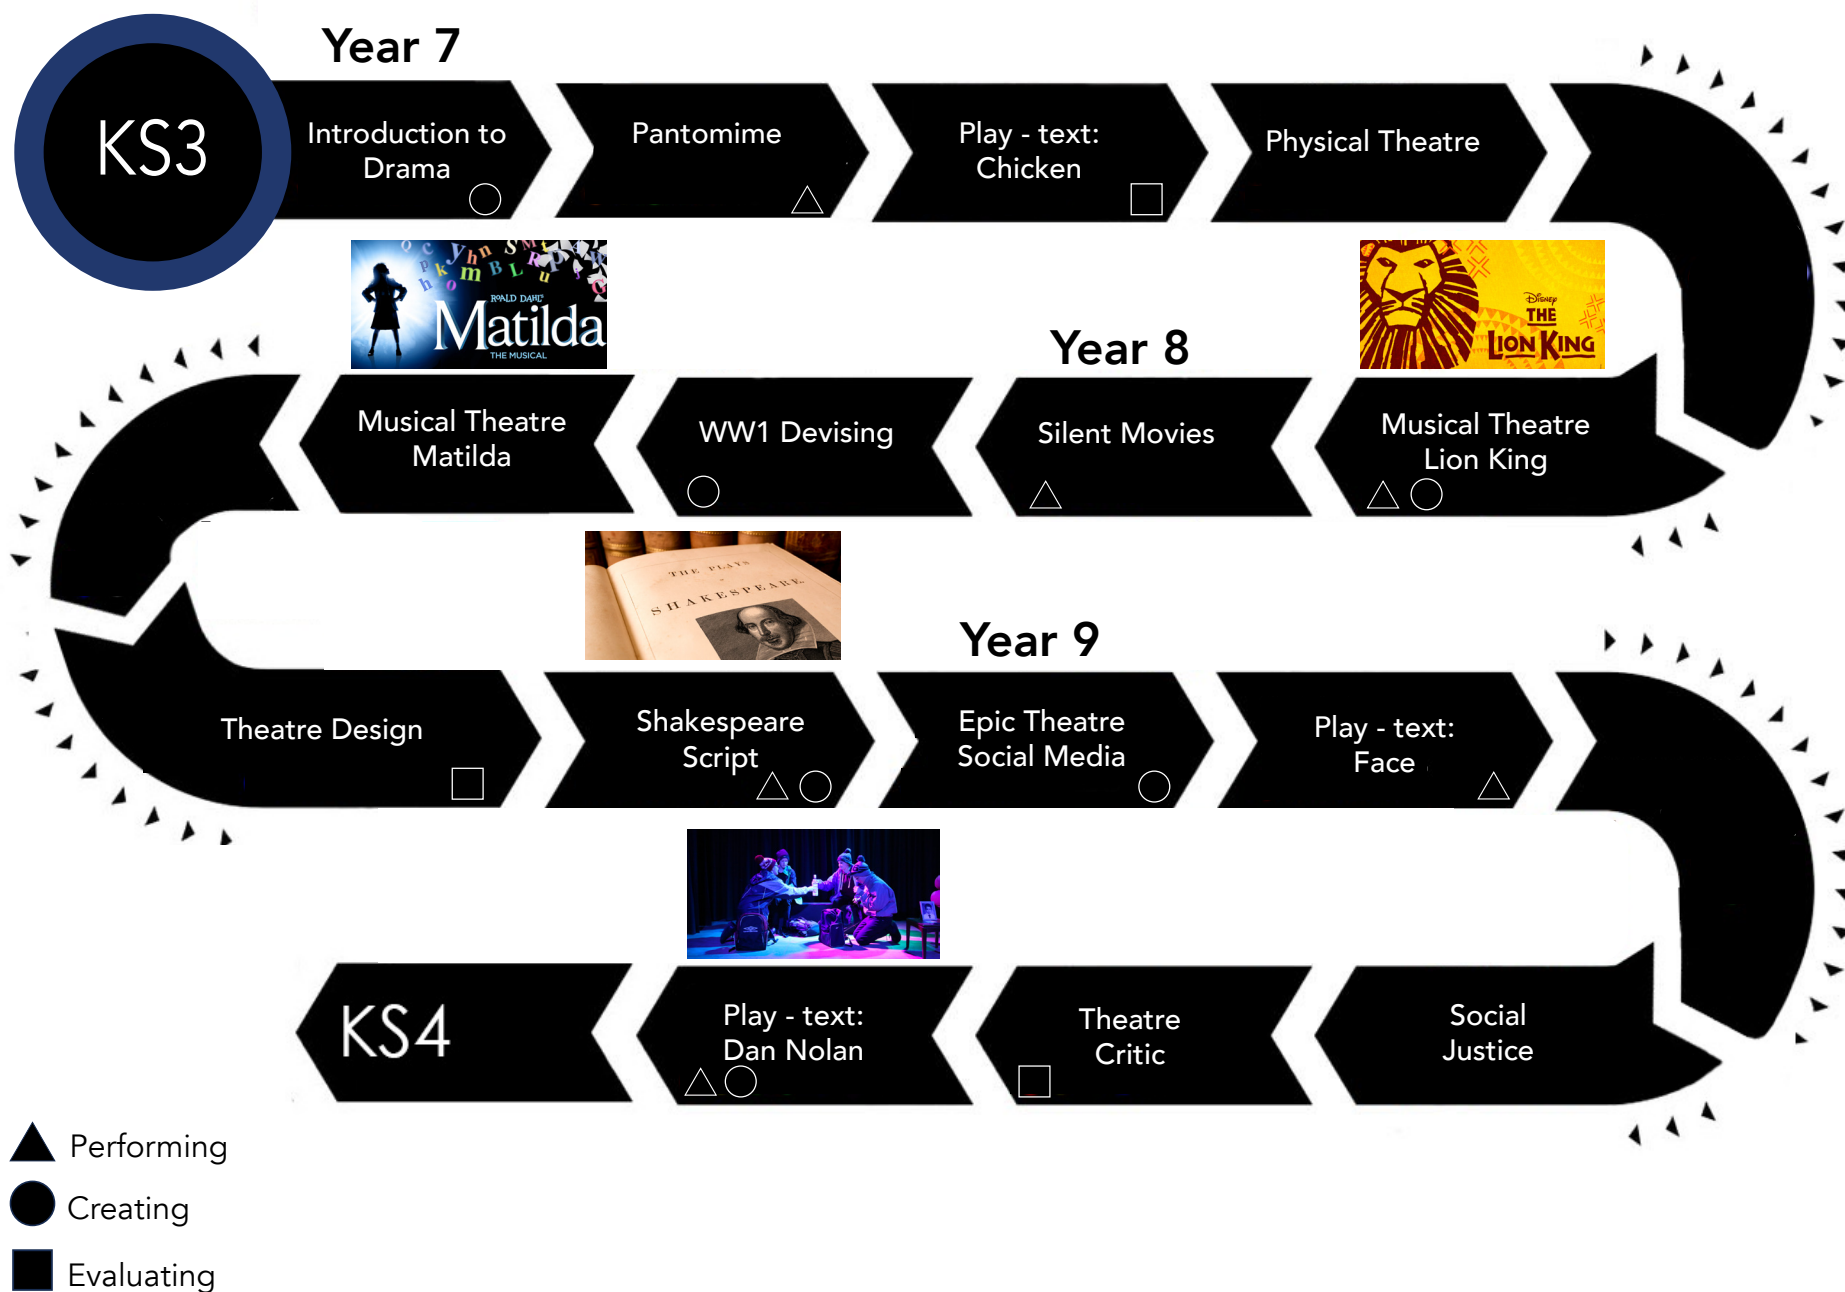 Year 7
KS3
Introduction to
Drama
Pantomime
Play - text:
Chicken
Physical Theatre
ROALD DAHL'S
Matilda
THE MUSICAL
DISNEY
THE
LION KING
Year 8
Musical Theatre
Lion King
Silent Movies
WW1 Devising
Musical Theatre
Matilda
THE PLAYS
SHAKESPEARE.
Year 9
Theatre Design
Shakespeare
Script
Epic Theatre
Social Media
Play - text:
Face
Social
Justice
Theatre
Critic
Play - text:
Dan Nolan
KS4
Performing
Creating
Evaluating